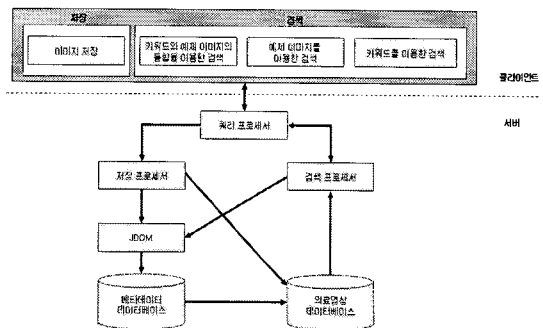 저장
검색
이미지 저장
키워드와 예제 이미지의
통합을 이용한 검색
예제 이미지를
이용한 검색
키워드를 이용한 검색
클라이언트
서버
쿼리 프로세서
저장 프로세서
검색 프로세서
JDOM
메타데이터
데이터베이스
의료영상
데이터베이스